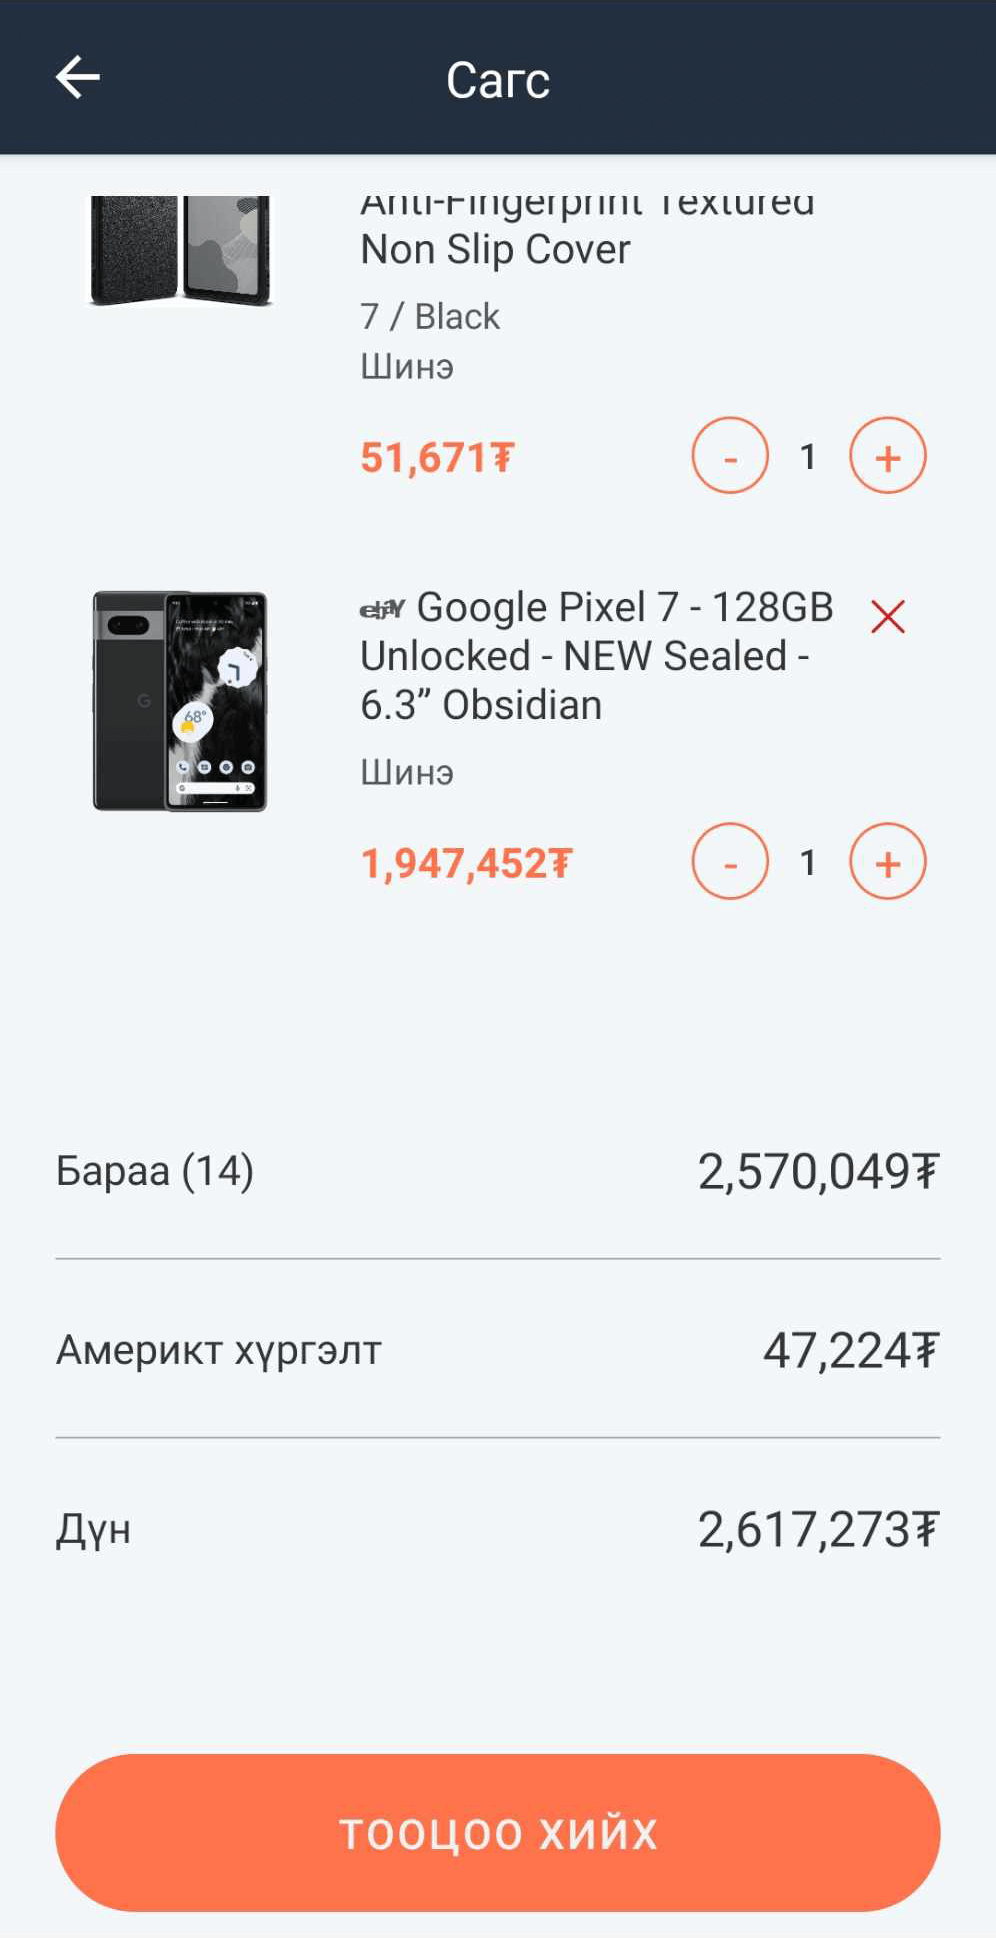 Сагс
Anti-Fingerprint Textured
Non Slip Cover
7 / Black
Шинэ
51,671₮
- 1 +
ebay Google Pixel 7 - 128GB
Unlocked - NEW Sealed -
6.3” Obsidian
Шинэ
68°
G
1,947,452₮
- 1 +
Бараа (14)
2,570,049₮
Америкт хүргэлт
47,224₮
Дүн
2,617,273₮
ТООЦОО ХИЙХ